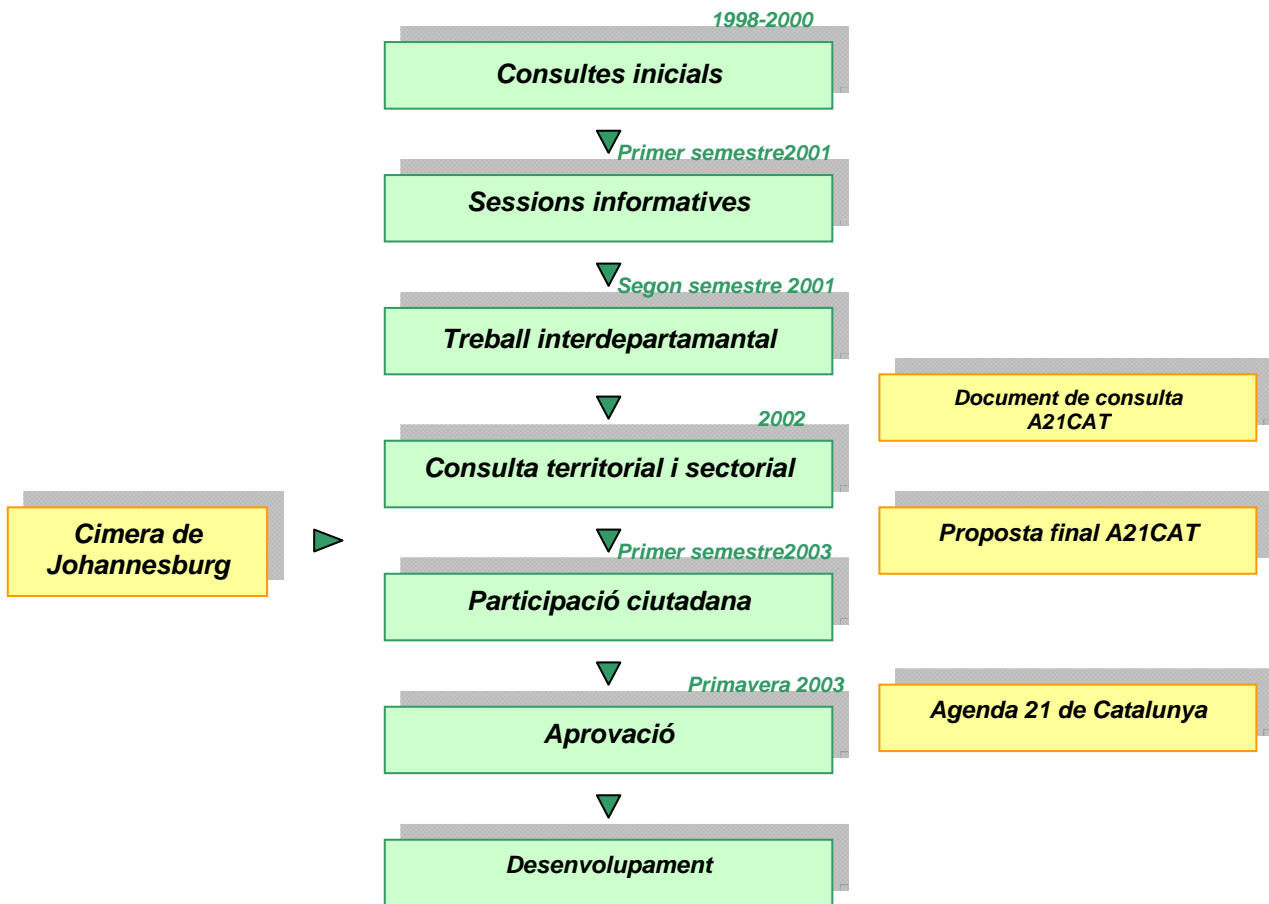 1998-2000
Consultes inicials
Primer semestre2001
Sessions informatives
Segon semestre 2001
Treball interdepartamantal
Document de consulta
A21CAT
2002
Consulta territorial i sectorial
Cimera de
Johannesburg
Proposta final A21CAT
Primer semestre2003
Participació ciutadana
Primavera 2003
Agenda 21 de Catalunya
Aprovació
Desenvolupament